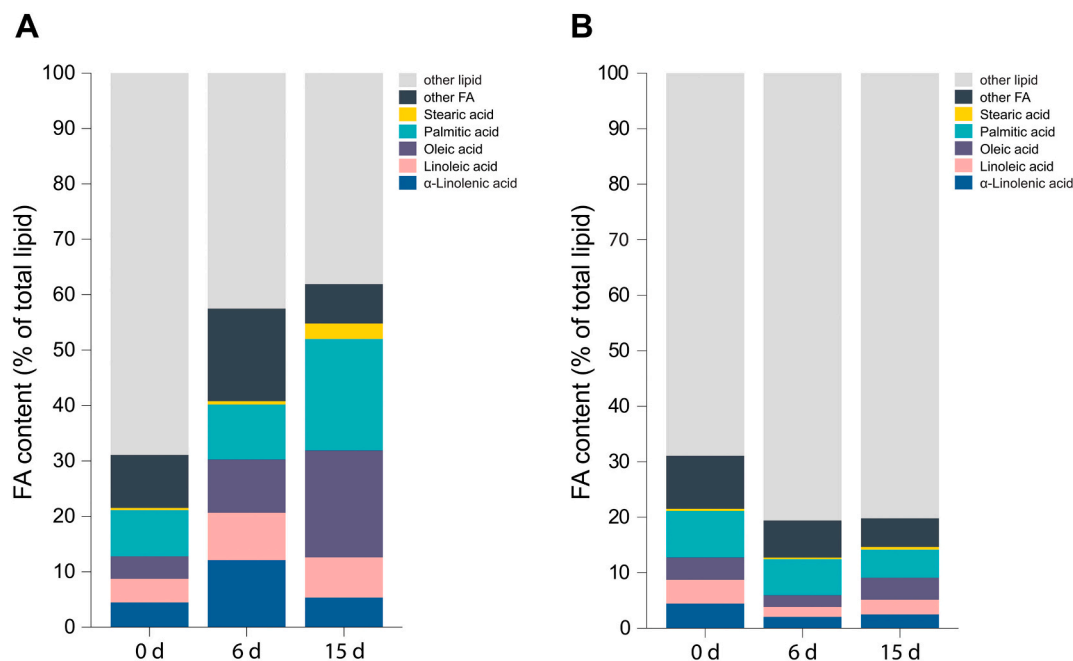 A
FA content (% of total lipid)
100
90
80
70
60
50
40
30
20
10
0
0 d
6 d
15 d
other lipid
other FA
Stearic acid
Palmitic acid
Oleic acid
Linoleic acid
α-Linolenic acid
B
FA content (% of total lipid)
100
90
80
70
60
50
40
30
20
10
0
0 d
6 d
15 d
other lipid
other FA
Stearic acid
Palmitic acid
Oleic acid
Linoleic acid
α-Linolenic acid